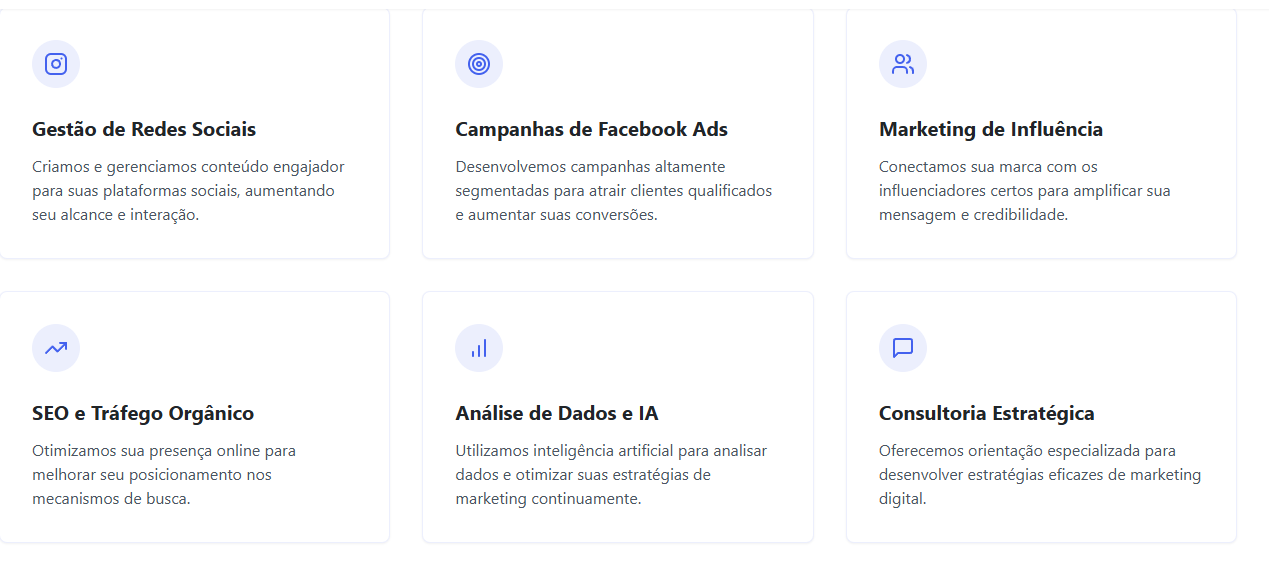 Gestão de Redes Sociais
Criamos e gerenciamos conteúdo engajador
para suas plataformas sociais, aumentando
seu alcance e interação.
Campanhas de Facebook Ads
Desenvolvemos campanhas altamente
segmentadas para atrair clientes qualificados
e aumentar suas conversões.
Marketing de Influência
Conectamos sua marca com os
influenciadores certos para amplificar sua
mensagem e credibilidade.
SEO e Tráfego Orgânico
Otimizamos sua presença online para
melhorar seu posicionamento nos
mecanismos de busca.
Análise de Dados e IA
Utilizamos inteligência artificial para analisar
dados e otimizar suas estratégias de
marketing continuamente.
Consultoria Estratégica
Oferecemos orientação especializada para
desenvolver estratégias eficazes de marketing
digital.